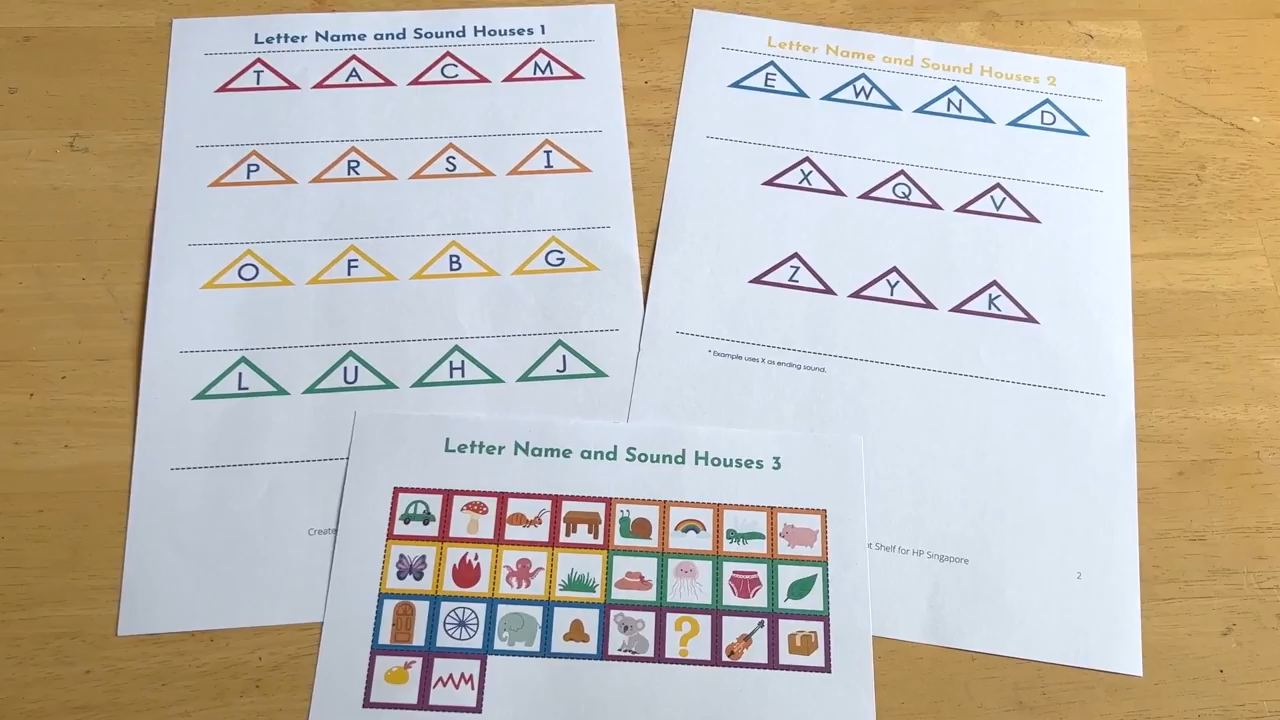 Letter Name and Sound Houses 1
T A C M
P R S I
O F B G
L U H J
Create
Letter Name and Sound Houses 2
E W N D
X Q V
Z Y K
* Example uses X as ending sound.
Shelf for HP Singapore
2
Letter Name and Sound Houses 3
?